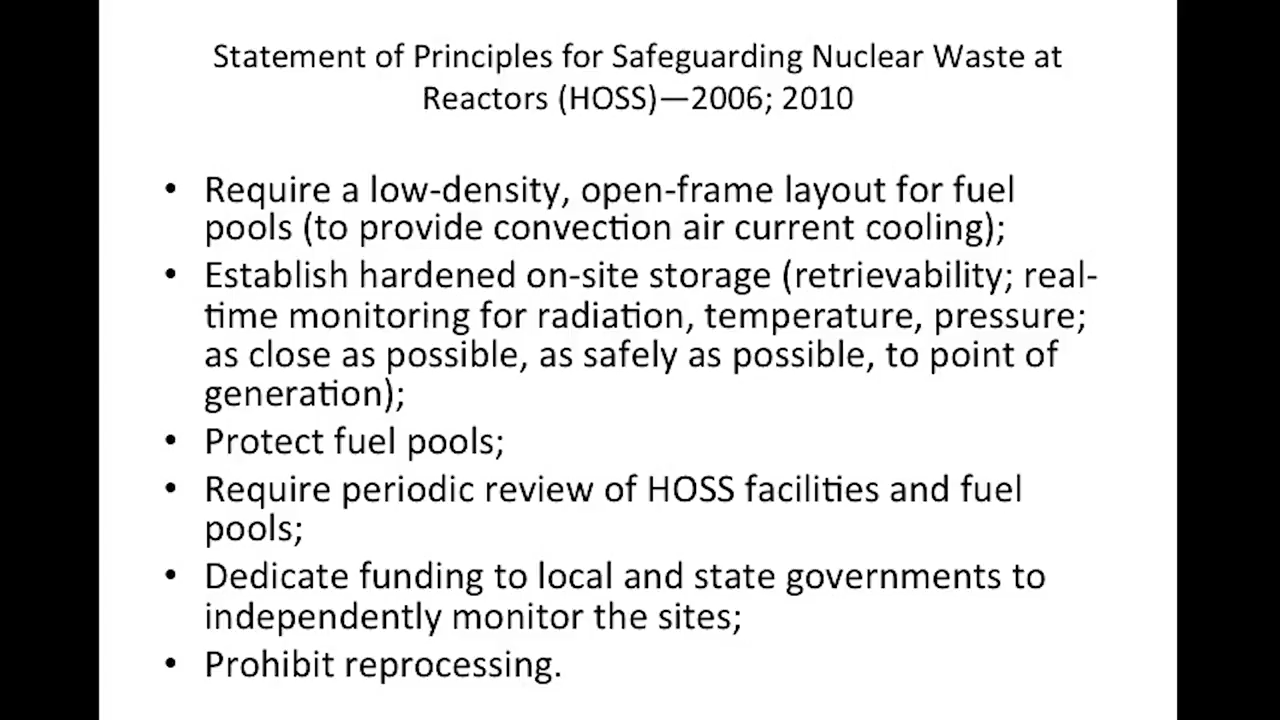 Statement of Principles for Safeguarding Nuclear Waste at
Reactors (HOSS)—2006; 2010
• Require a low-density, open-frame layout for fuel
pools (to provide convection air current cooling);
• Establish hardened on-site storage (retrievability; real-
time monitoring for radiation, temperature, pressure;
as close as possible, as safely as possible, to point of
generation);
• Protect fuel pools;
• Require periodic review of HOSS facilities and fuel
pools;
• Dedicate funding to local and state governments to
independently monitor the sites;
• Prohibit reprocessing.